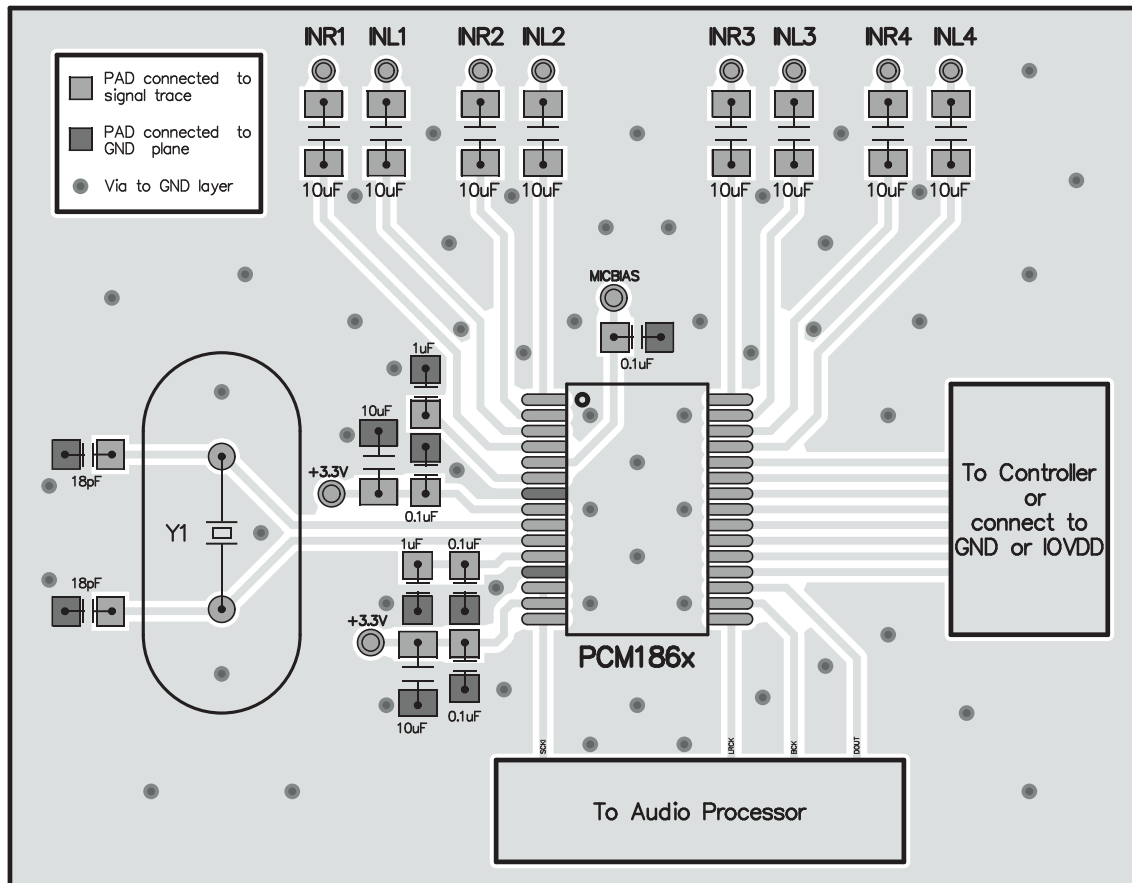 INR1 INL1 INR2 INL2 INR3 INL3 INR4 INL4
PAD connected to
signal trace
PAD connected to
GND plane
Via to GND layer
10uF 10uF 10uF 10uF 10uF 10uF 10uF 10uF
MICBIAS
0.1uF
1uF
10uF
+3.3V
0.1uF
18pF
Y1
18pF
1uF 0.1uF
+3.3V
10uF
0.1uF
PCM186x
To Controller
or
connect to
GND or IOVDD
SCKI LRCK BCK DOUT
To Audio Processor